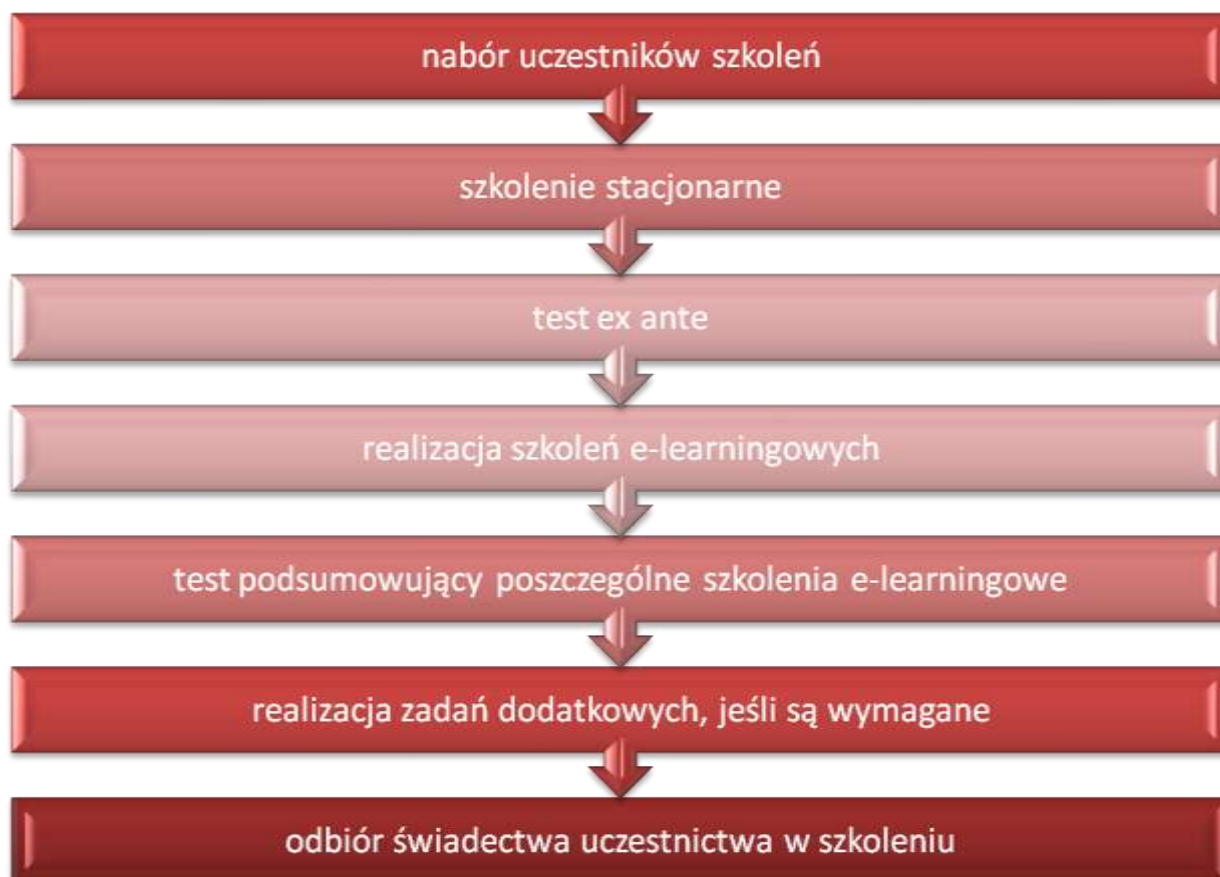 nabór uczestników szkoleń
szkolenie stacjonarne
test ex ante
realizacja szkoleń e-learningowych
test podsumowujący poszczególne szkolenia e-learningowe
realizacja zadań dodatkowych, jeśli są wymagane
odbiór świadectwa uczestnictwa w szkoleniu